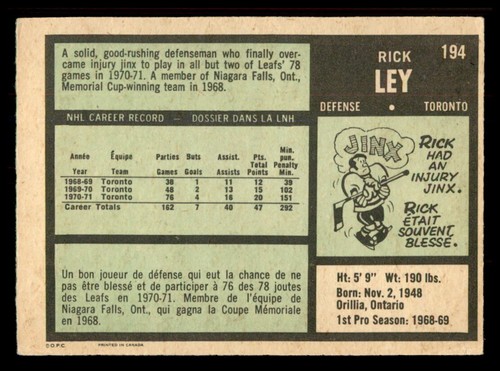 A solid, good-rushing defenseman who finally over-
came injury jinx to play in all but two of Leafs' 78
games in 1970-71. A member of Niagara Falls, Ont.,
Memorial Cup-winning team in 1968.
RICK 194
LEY
DEFENSE • TORONTO
NHL CAREER RECORD — DOSSIER DANS LA LNH
Année Équipe Parties Buts Assist. Pts. Min. pun.
Year Team Games Goals Assists Total Points Penalty Min.
1968-69 Toronto 38 1 11 12 39
1969-70 Toronto 48 2 13 15 102
1970-71 Toronto 76 4 16 20 151
Career Totals 162 7 40 47 292
JINX
RICK
HAD
AN
INJURY
JINX.
RICK
ÉTAIT
SOUVENT
BLESSÉ.
Un bon joueur de défense qui eut la chance de ne
pas être blessé et de participer à 76 des 78 joutes
des Leafs en 1970-71. Membre de l'équipe de
Niagara Falls, Ont., qui gagna la Coupe Mémoriale
en 1968.
Ht: 5' 9" Wt: 190 lbs.
Born: Nov. 2, 1948
Orillia, Ontario
1st Pro Season: 1968-69
© O.P.C. PRINTED IN CANADA